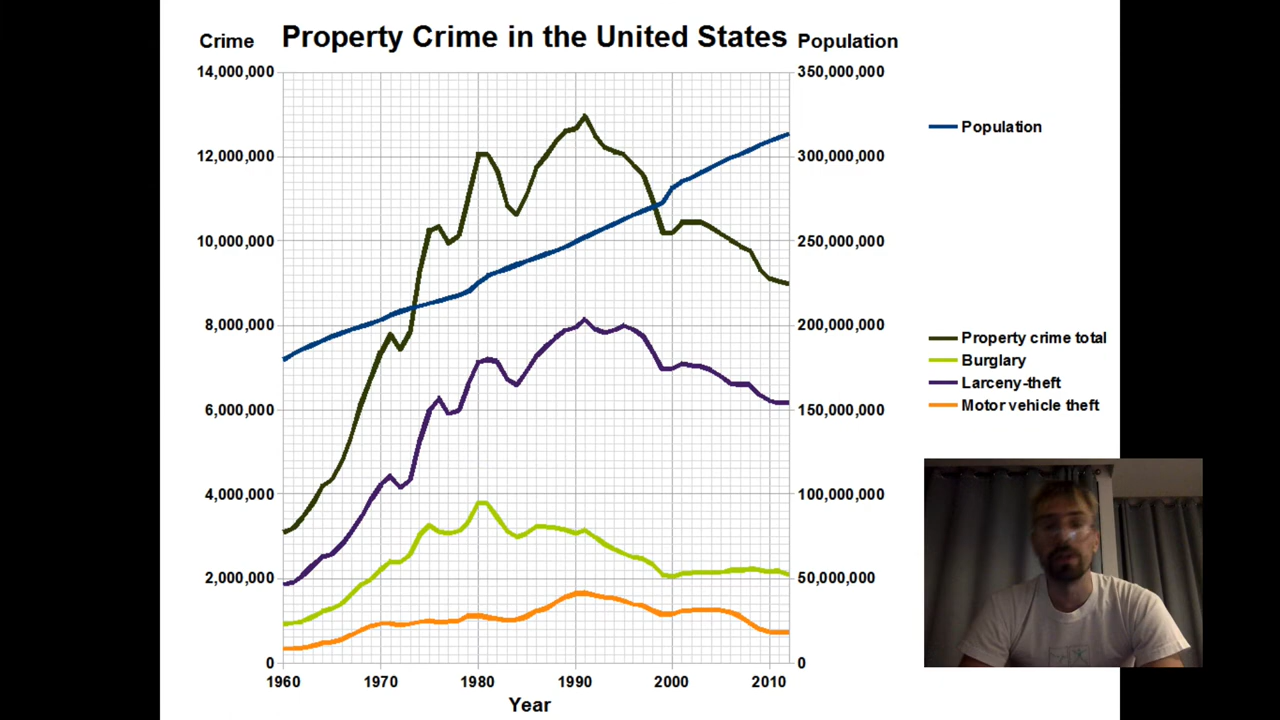 Crime Property Crime in the United States Population
14,000,000 350,000,000
Population
12,000,000 300,000,000
10,000,000 250,000,000
8,000,000 200,000,000
Property crime total
Burglary
Larceny-theft
Motor vehicle theft
6,000,000 150,000,000
4,000,000 100,000,000
2,000,000 50,000,000
0 0
1960 1970 1980 1990 2000 2010
Year